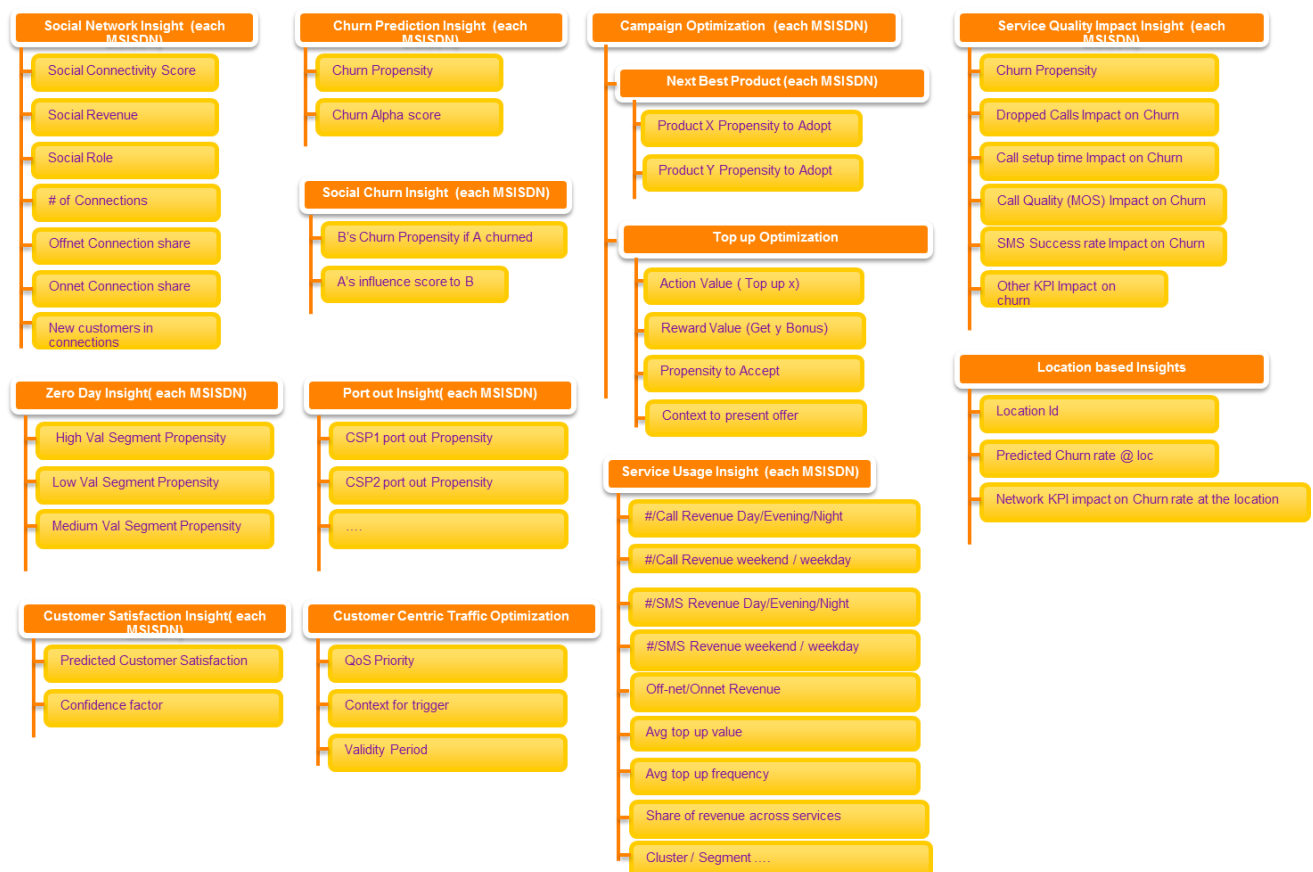 Social Network Insight (each
MSISDN)
Social Connectivity Score
Social Revenue
Social Role
# of Connections
Offnet Connection share
Onnet Connection share
New customers in
connections
Churn Prediction Insight (each
MSISDN)
Churn Propensity
Churn Alpha score
Social Churn Insight (each MSISDN)
B's Churn Propensity if A churned
A's influence score to B
Campaign Optimization (each MSISDN)
Next Best Product (each MSISDN)
Product X Propensity to Adopt
Product Y Propensity to Adopt
Top up Optimization
Action Value ( Top up x)
Reward Value (Get y Bonus)
Propensity to Accept
Context to present offer
Service Quality Impact Insight (each
MSISDN)
Churn Propensity
Dropped Calls Impact on Churn
Call setup time Impact on Churn
Call Quality (MOS) Impact on Churn
SMS Success rate Impact on Churn
Other KPI Impact on
churn
Zero Day Insight( each MSISDN)
High Val Segment Propensity
Low Val Segment Propensity
Medium Val Segment Propensity
Port out Insight( each MSISDN)
CSP1 port out Propensity
CSP2 port out Propensity
….
Location based Insights
Location Id
Predicted Churn rate @ loc
Network KPI impact on Churn rate at the location
Service Usage Insight (each MSISDN)
#/Call Revenue Day/Evening/Night
#/Call Revenue weekend / weekday
#/SMS Revenue Day/Evening/Night
#/SMS Revenue weekend / weekday
Off-net/Onnet Revenue
Avg top up value
Avg top up frequency
Share of revenue across services
Cluster / Segment ….
Customer Satisfaction Insight( each
MSISDN)
Predicted Customer Satisfaction
Confidence factor
Customer Centric Traffic Optimization
QoS Priority
Context for trigger
Validity Period